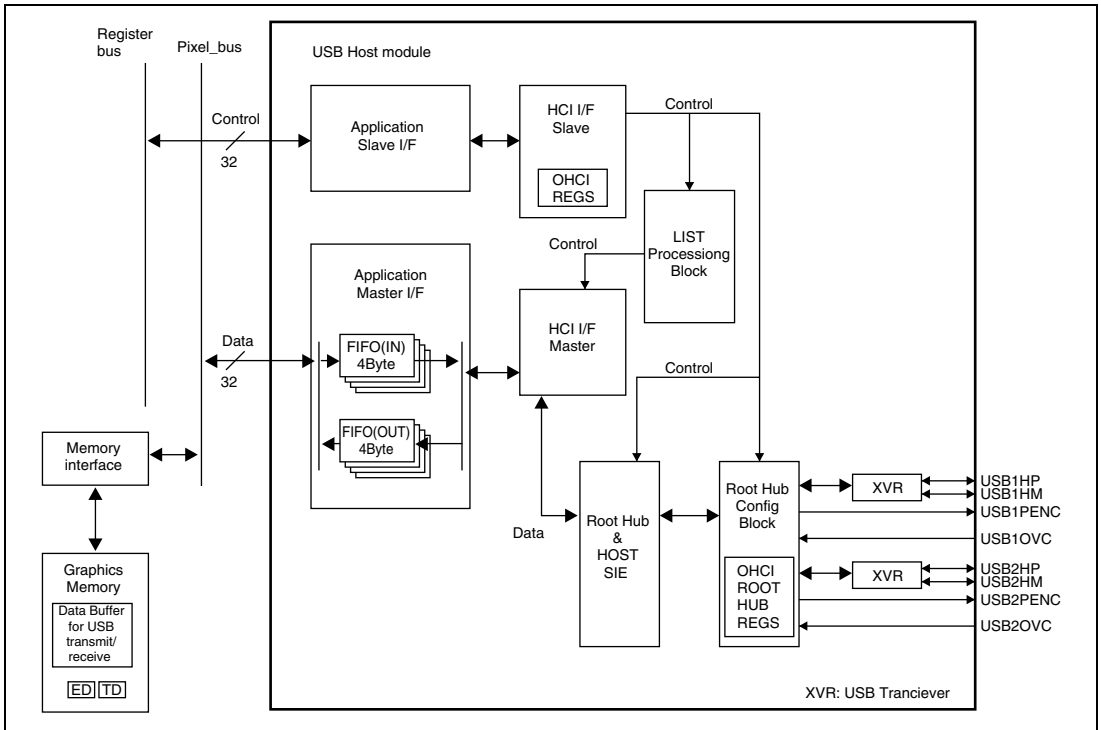 Register
bus
Pixel_bus
USB Host module
Control
32
Application
Slave I/F
HCI I/F
Slave
OHCI
REGS
Control
LIST
Processiong
Block
Control
Application
Master I/F
HCI I/F
Master
Data
32
FIFO(IN)
4Byte
FIFO(OUT)
4Byte
Control
Memory
interface
Data
Root Hub
&
HOST
SIE
Root Hub
Config
Block
OHCI
ROOT
HUB
REGS
XVR
XVR
USB1HP
USB1HM
USB1PENC
USB1OVC
USB2HP
USB2HM
USB2PENC
USB2OVC
Graphics
Memory
Data Buffer
for USB
transmit/
receive
ED TD
XVR: USB Tranciever